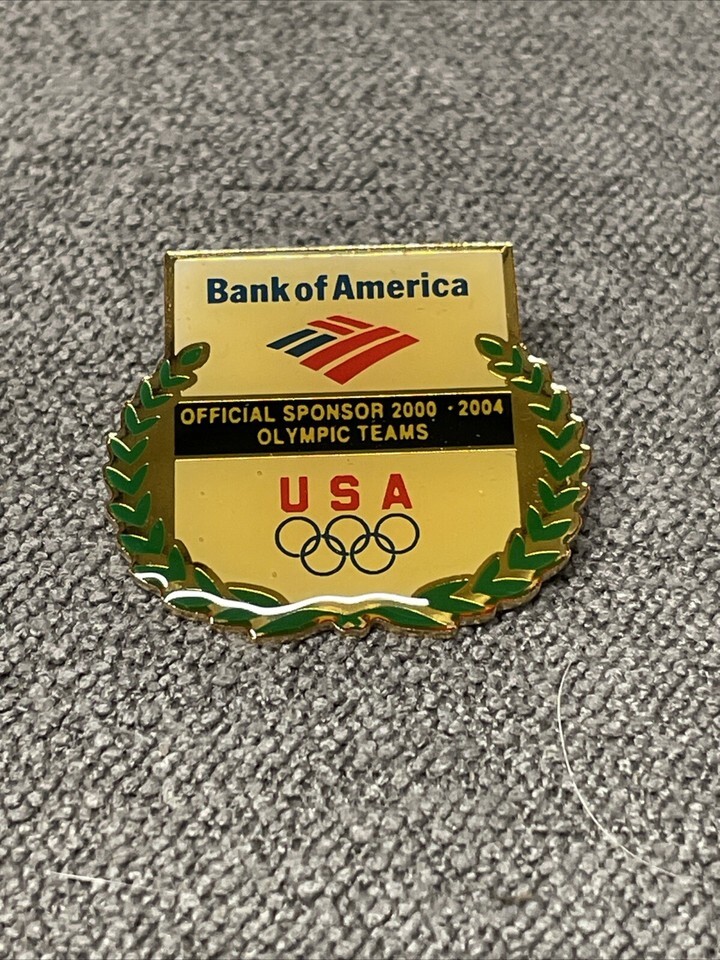 Bank of America
OFFICIAL SPONSOR 2000 · 2004
OLYMPIC TEAMS
USA